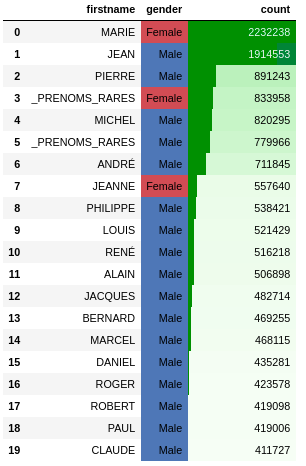 firstname gender count
0 MARIE Female 2232238
1 JEAN Male 1914553
2 PIERRE Male 891243
3 _PRENOMS_RARES Female 833958
4 MICHEL Male 820295
5 _PRENOMS_RARES Male 779966
6 ANDRÉ Male 711845
7 JEANNE Female 557640
8 PHILIPPE Male 538421
9 LOUIS Male 521429
10 RENÉ Male 516218
11 ALAIN Male 506898
12 JACQUES Male 482714
13 BERNARD Male 469255
14 MARCEL Male 468115
15 DANIEL Male 435281
16 ROGER Male 423578
17 ROBERT Male 419098
18 PAUL Male 419006
19 CLAUDE Male 411727